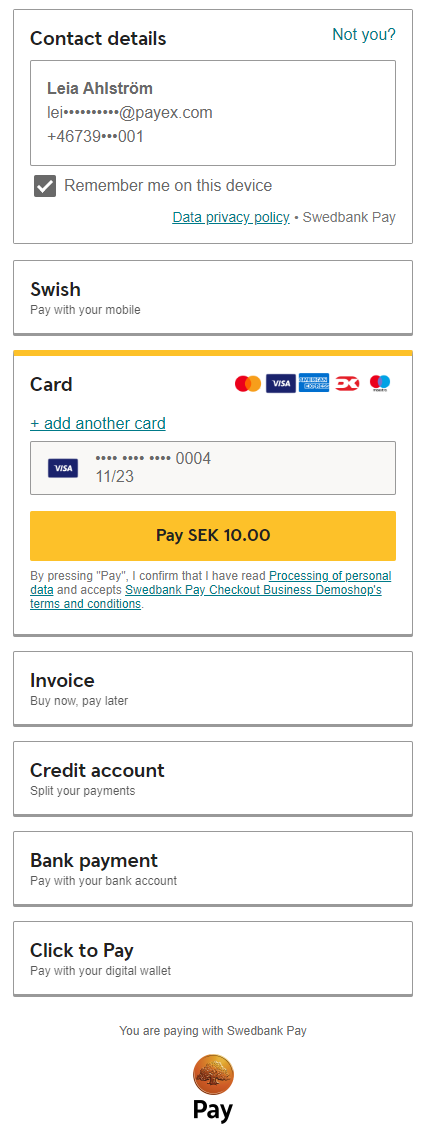 Contact details
Not you?
Leia Ahlström
lei••••••••••@payex.com
+46739•••001
Remember me on this device
Data privacy policy • Swedbank Pay
Swish
Pay with your mobile
Card
VISA AMERICAN EXPRESS maestro
+ add another card
VISA
•••• •••• •••• 0004
11/23
Pay SEK 10.00
By pressing "Pay", I confirm that I have read Processing of personal
data and accepts Swedbank Pay Checkout Business Demoshop's
terms and conditions.
Invoice
Buy now, pay later
Credit account
Split your payments
Bank payment
Pay with your bank account
Click to Pay
Pay with your digital wallet
You are paying with Swedbank Pay
Pay